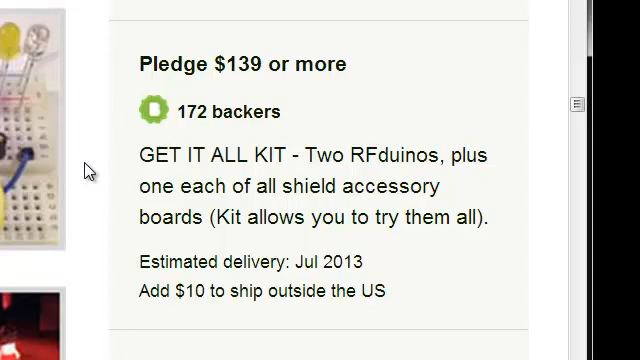 Pledge $139 or more
172 backers
GET IT ALL KIT - Two RFduinos, plus
one each of all shield accessory
boards (Kit allows you to try them all).
Estimated delivery: Jul 2013
Add $10 to ship outside the US